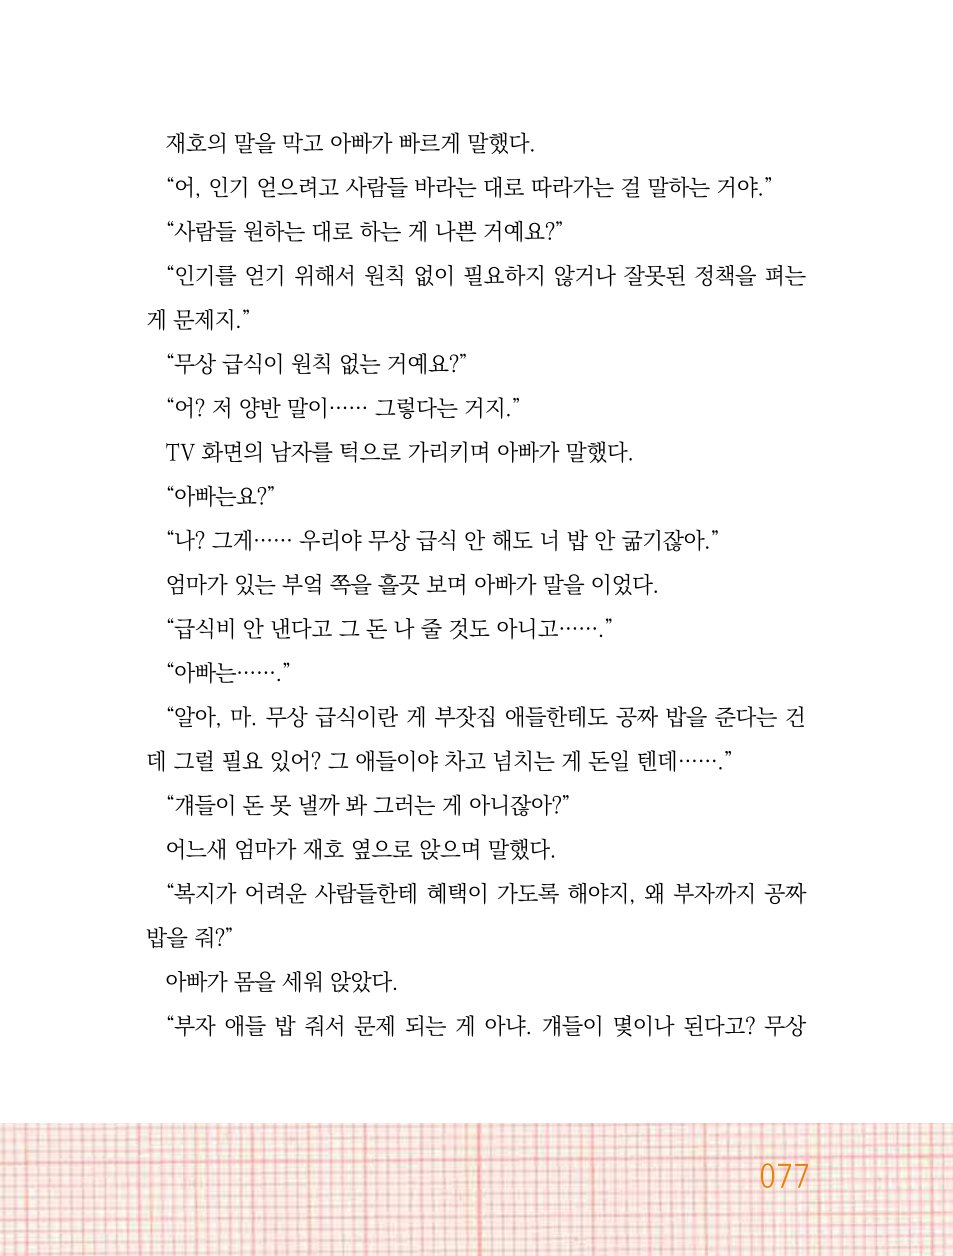 재호의 말을 막고 아빠가 빠르게 말했다.
“어, 인기 얻으려고 사람들 바라는 대로 따라가는 걸 말하는 거야.”
“사람들 원하는 대로 하는 게 나쁜 거예요?”
“인기를 얻기 위해서 원칙 없이 필요하지 않거나 잘못된 정책을 펴는
게 문제지.”
“무상 급식이 원칙 없는 거예요?”
“어? 저 양반 말이…… 그렇다는 거지.”
TV 화면의 남자를 턱으로 가리키며 아빠가 말했다.
“아빠는요?”
“나? 그게…… 우리야 무상 급식 안 해도 너 밥 안 굶기잖아.”
엄마가 있는 부엌 쪽을 흘끗 보며 아빠가 말을 이었다.
“급식비 안 낸다고 그 돈 나 줄 것도 아니고…….”
“아빠는…….”
“알아, 마. 무상 급식이란 게 부잣집 애들한테도 공짜 밥을 준다는 건
데 그럴 필요 있어? 그 애들이야 차고 넘치는 게 돈일 텐데…….”
“걔들이 돈 못 낼까 봐 그러는 게 아니잖아?”
어느새 엄마가 재호 옆으로 앉으며 말했다.
“복지가 어려운 사람들한테 혜택이 가도록 해야지, 왜 부자까지 공짜
밥을 줘?”
아빠가 몸을 세워 앉았다.
“부자 애들 밥 줘서 문제 되는 게 아냐. 걔들이 몇이나 된다고? 무상
077